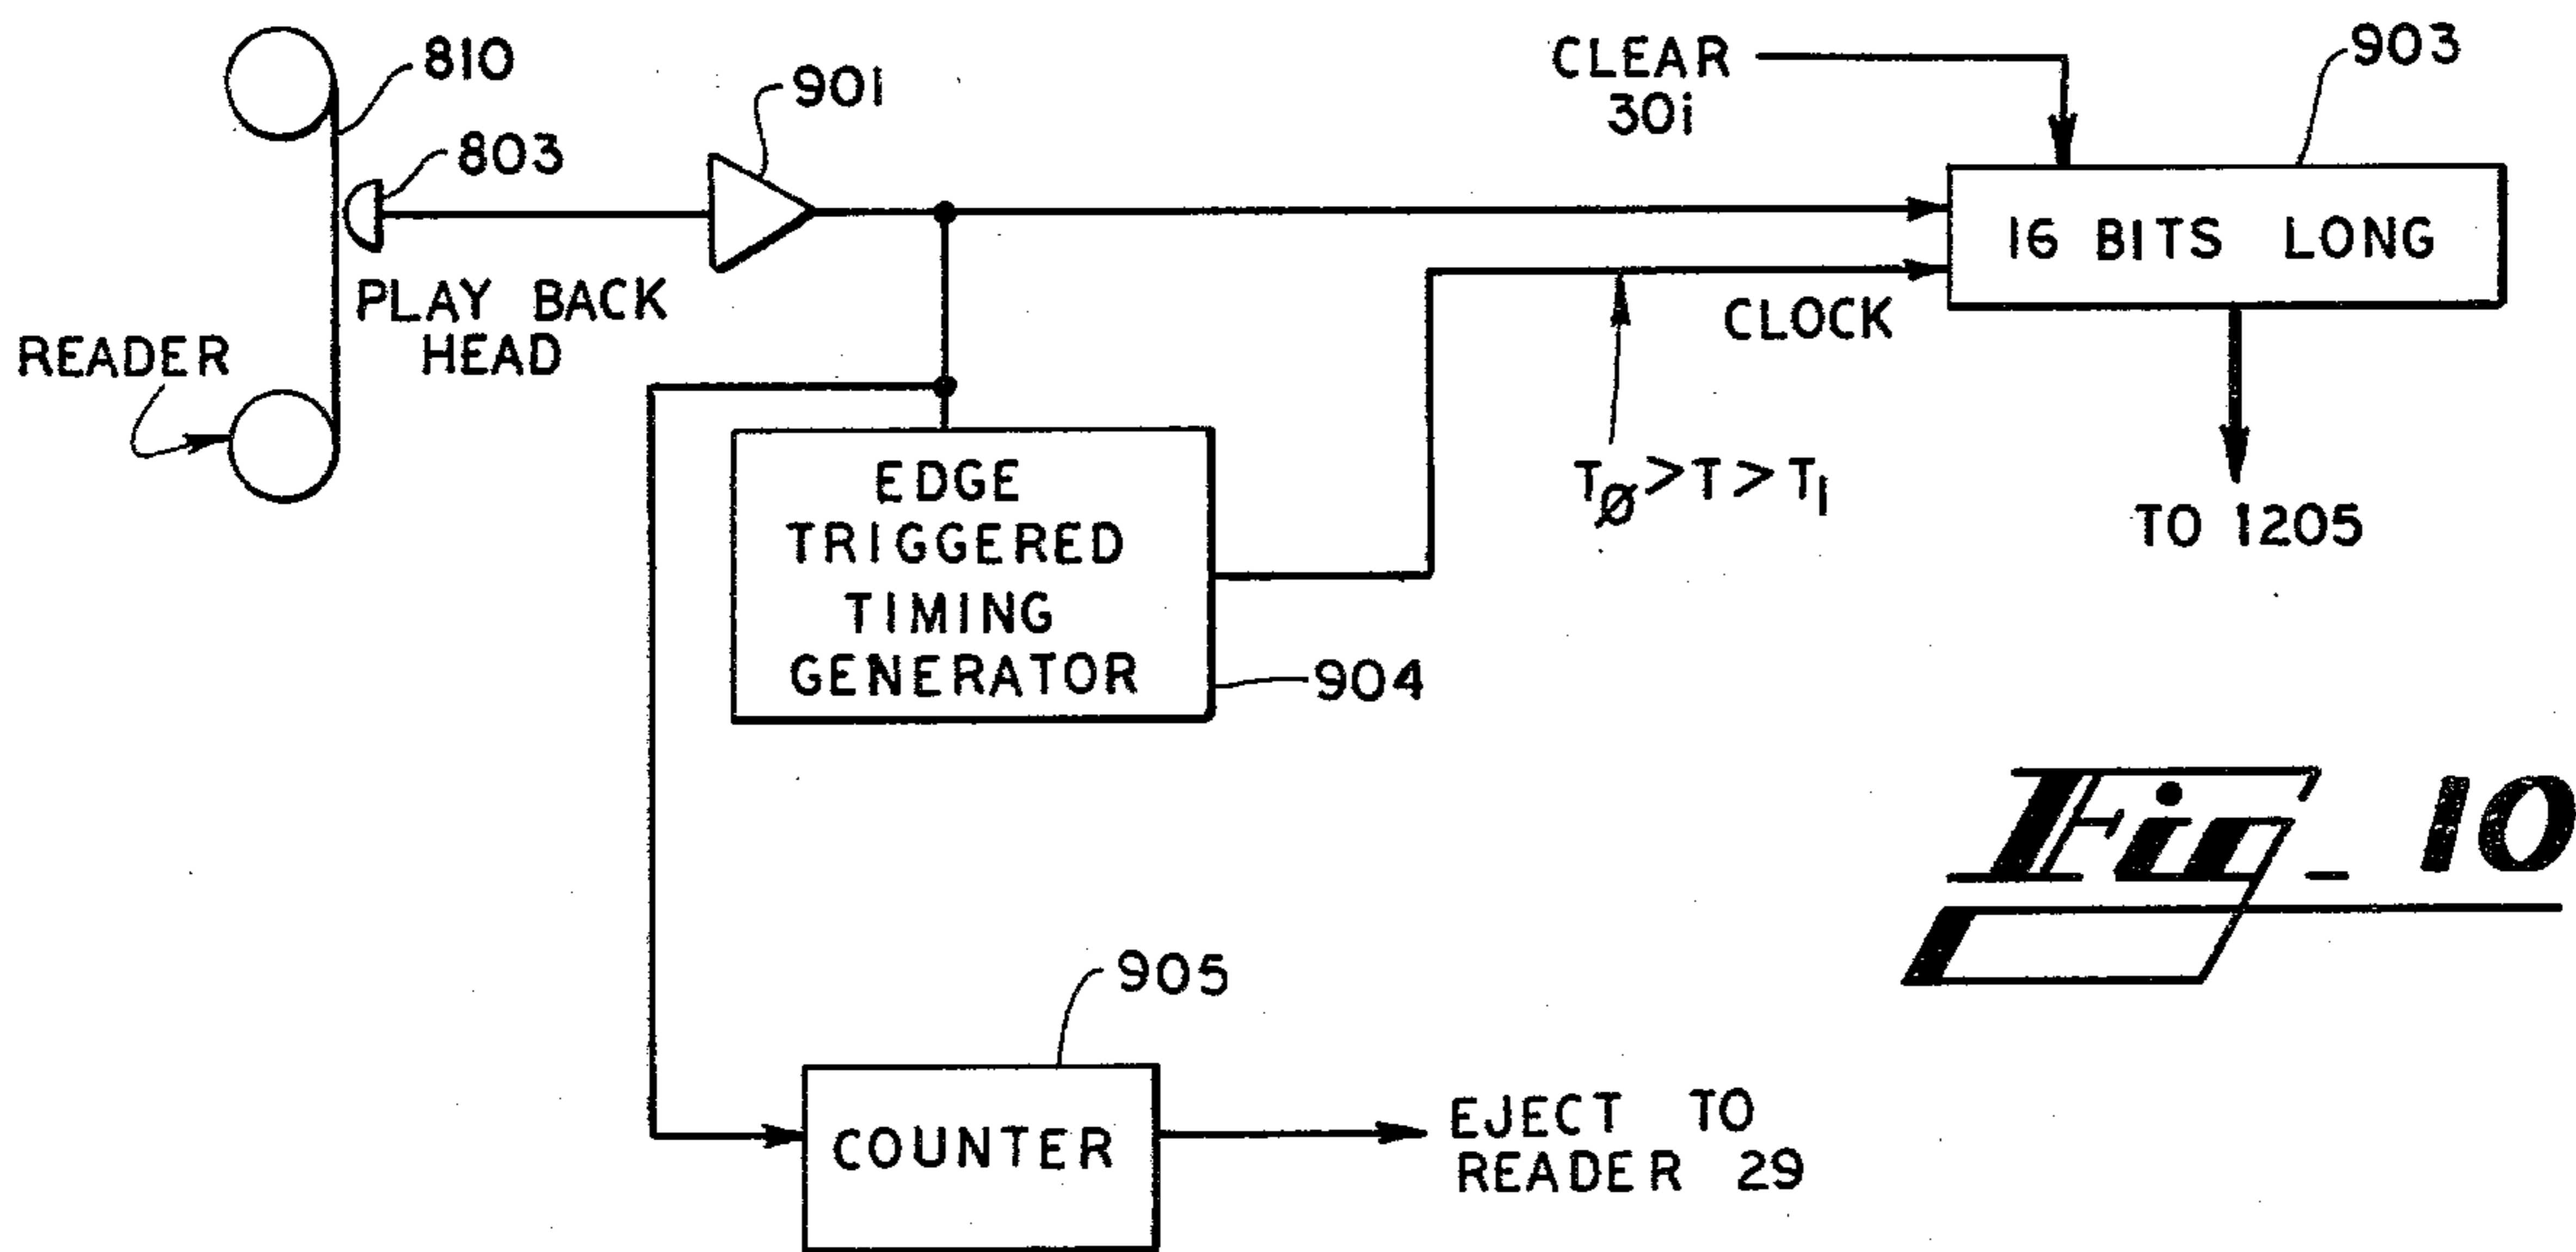 810
901
CLEAR
30i
903
803
16 BITS LONG
PLAY BACK
HEAD
CLOCK
READER
EDGE
TRIGGERED
TIMING
GENERATOR
TØ>T>T1
TO 1205
904
Fig_10
905
COUNTER
EJECT TO
READER 29